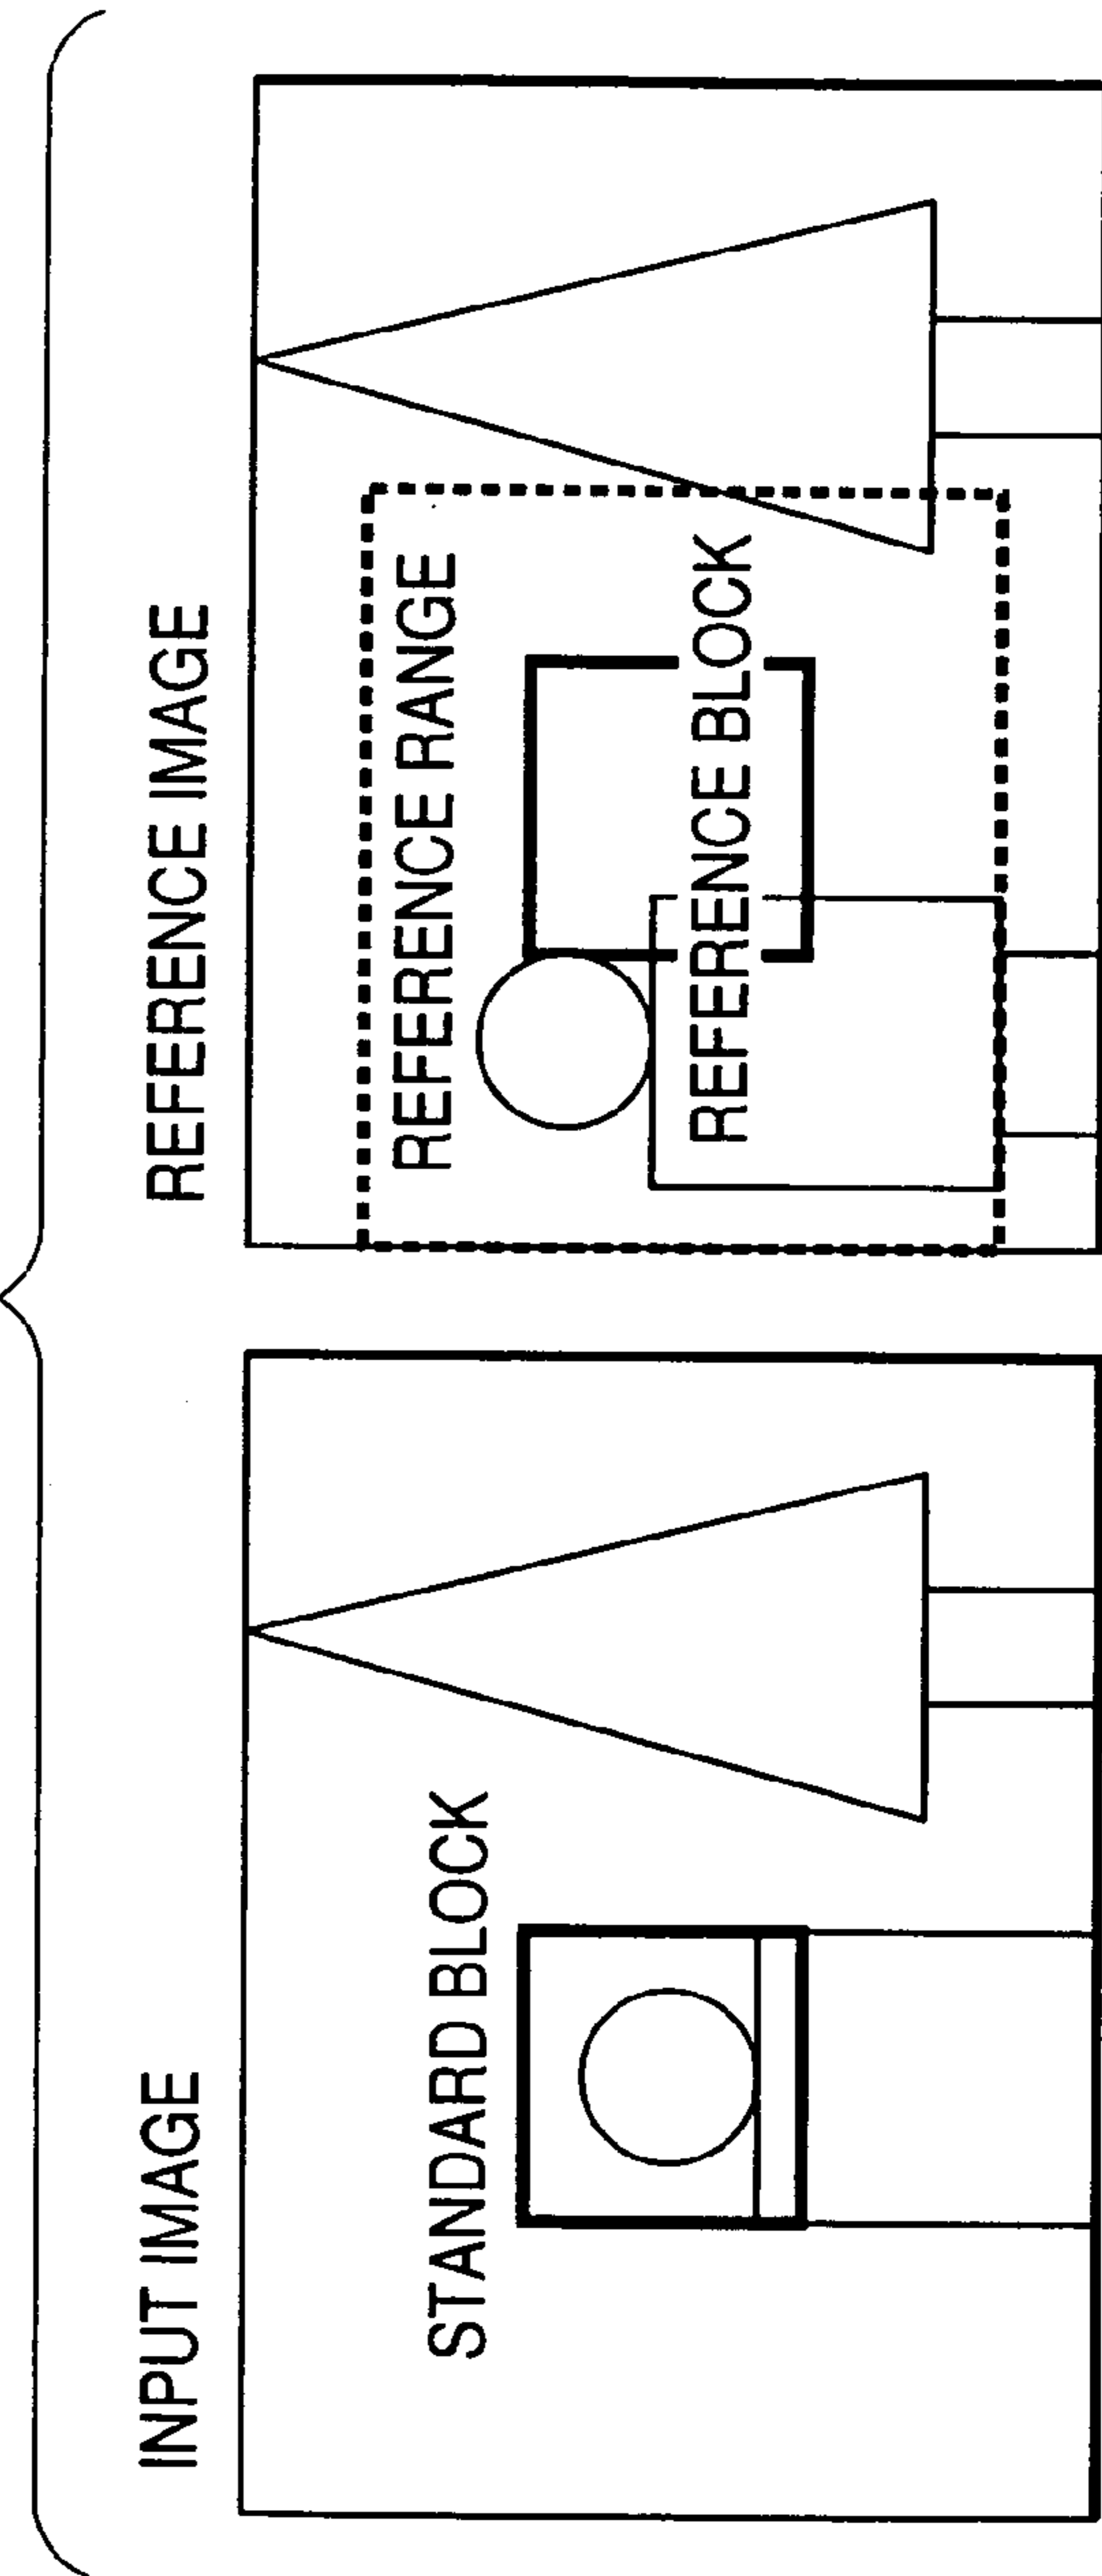 INPUT IMAGE
STANDARD BLOCK
REFERENCE IMAGE
REFERENCE RANGE
REFERENCE BLOCK